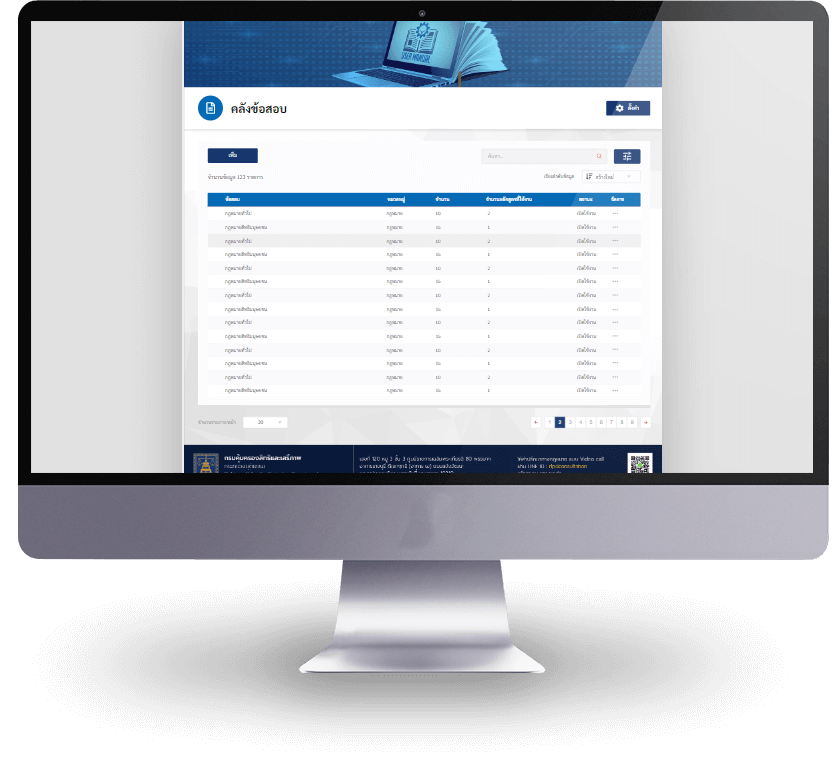 USER MANUAL
คลังข้อสอบ
ตั้งค่า
เพิ่ม
ค้นหา...
จำนวนข้อมูล 123 รายการ
เรียงลำดับข้อมูล
สร้างใหม่
ข้อสอบ หมวดหมู่ จำนวน จำนวนหลักสูตรที่ใช้งาน สถานะ จัดการ
กฎหมายทั่วไป กฎหมาย 10 2 เปิดใช้งาน ...
กฎหมายสิทธิมนุษยชน กฎหมาย 15 1 เปิดใช้งาน ...
กฎหมายทั่วไป กฎหมาย 10 2 เปิดใช้งาน ...
กฎหมายสิทธิมนุษยชน กฎหมาย 15 1 เปิดใช้งาน ...
กฎหมายทั่วไป กฎหมาย 10 2 เปิดใช้งาน ...
กฎหมายสิทธิมนุษยชน กฎหมาย 15 1 เปิดใช้งาน ...
กฎหมายทั่วไป กฎหมาย 10 2 เปิดใช้งาน ...
กฎหมายสิทธิมนุษยชน กฎหมาย 15 1 เปิดใช้งาน ...
กฎหมายทั่วไป กฎหมาย 10 2 เปิดใช้งาน ...
กฎหมายสิทธิมนุษยชน กฎหมาย 15 1 เปิดใช้งาน ...
กฎหมายทั่วไป กฎหมาย 10 2 เปิดใช้งาน ...
กฎหมายสิทธิมนุษยชน กฎหมาย 15 1 เปิดใช้งาน ...
กฎหมายทั่วไป กฎหมาย 10 2 เปิดใช้งาน ...
กฎหมายสิทธิมนุษยชน กฎหมาย 15 1 เปิดใช้งาน ...
20
1 2 3 4 5 6 7 8 9
กรมคุ้มครองสิทธิและเสรีภาพ
เลขที่ 120 หมู่ 3 ชั้น 3 ศูนย์ราชการเฉลิมพระเกียรติ 80 พรรษาฯ
Video call
LINE ID :